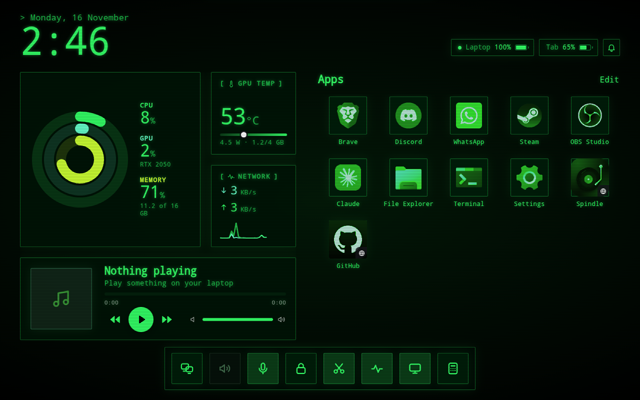 > Monday, 16 November
2:46
Laptop 100%
Tab 65%
CPU
8%
GPU
2%
RTX 2050
MEMORY
71%
11.2 of 16 GB
[ GPU TEMP ]
53°C
4.5 W · 1.2/4 GB
[ NETWORK ]
↓ 3 KB/s
↑ 3 KB/s
Nothing playing
Play something on your laptop
0:00
0:00
Apps
Edit
Brave
Discord
WhatsApp
Steam
OBS Studio
Claude
File Explorer
Terminal
Settings
Spindle
GitHub